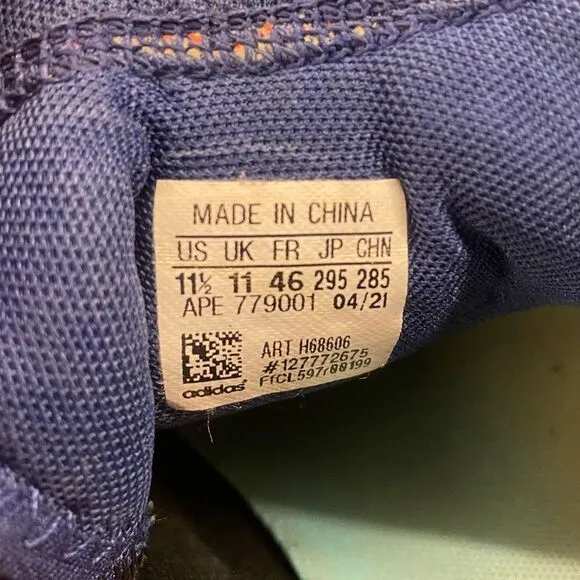 MADE IN CHINA
US UK FR JP CHN
11½ 11 46 295 285
APE 779001 04/21
ART H68606
#127772675
FfCL597r00199
adidas